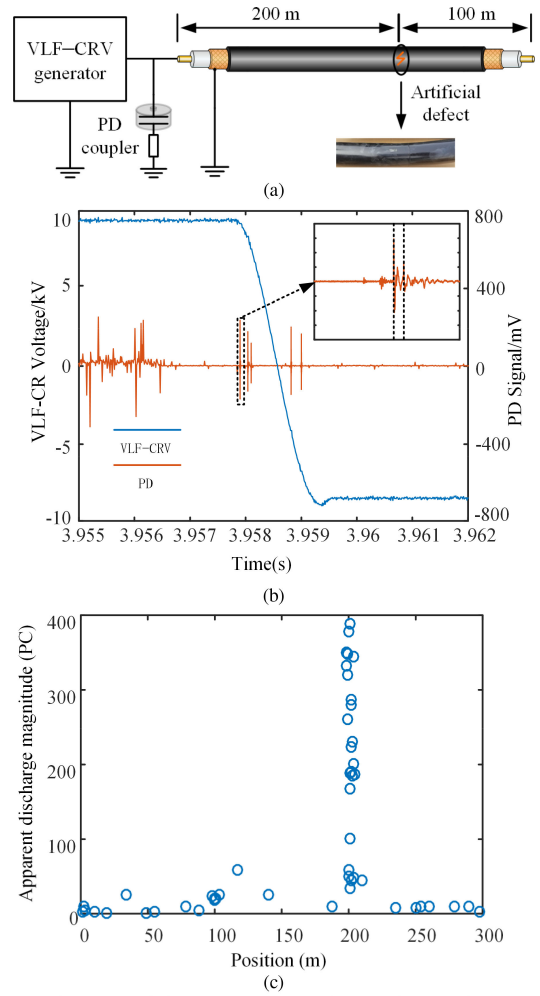 200 m
100 m
VLF–CRV
generator
PD
coupler
Artificial
defect
(a)
VLF-CR Voltage/kV
10
5
0
-5
-10
800
400
0
-400
-800
PD Signal/mV
VLF–CRV
PD
3.955 3.956 3.957 3.958 3.959 3.96 3.961 3.962
Time(s)
(b)
Apparent discharge magnitude (PC)
400
300
200
100
0
0 50 100 150 200 250 300
Position (m)
(c)